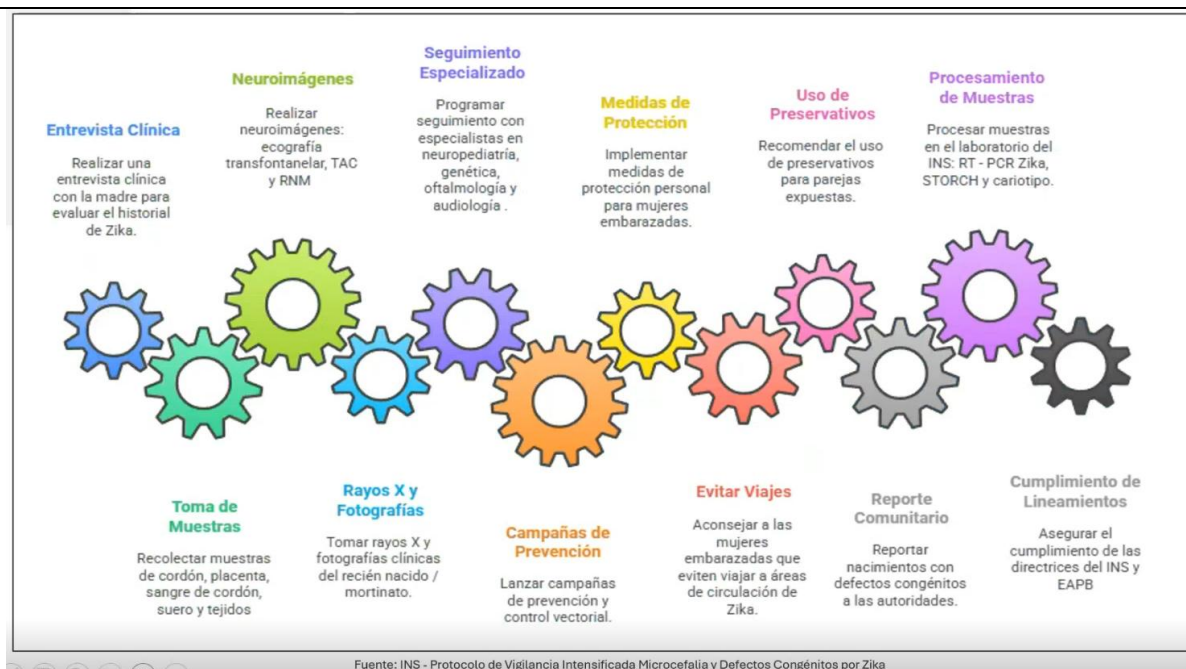 Entrevista Clínica
Realizar una
entrevista clínica
con la madre para
evaluar el historial
de Zika.
Neuroimágenes
Realizar
neuroimágenes:
ecografía
transfontanelar, TAC
y RNM
Seguimiento
Especializado
Programar
seguimiento con
especialistas en
neuropediatría,
genética,
oftalmología y
audiología .
Medidas de
Protección
Implementar
medidas de
protección personal
para mujeres
embarazadas.
Uso de
Preservativos
Recomendar el uso
de preservativos
para parejas
expuestas.
Procesamiento
de Muestras
Procesar muestras
en el laboratorio del
INS: RT - PCR Zika,
STORCH y cariotipo.
Toma de
Muestras
Recolectar muestras
de cordón, placenta,
sangre de cordón,
suero y tejidos
Rayos X y
Fotografías
Tomar rayos X y
fotografías clínicas
del recién nacido /
mortinato.
Campañas de
Prevención
Lanzar campañas
de prevención y
control vectorial.
Evitar Viajes
Aconsejar a las
mujeres
embarazadas que
eviten viajar a áreas
de circulación de
Zika.
Reporte
Comunitario
Reportar
nacimientos con
defectos congénitos
a las autoridades.
Cumplimiento de
Lineamientos
Asegurar el
cumplimiento de las
directrices del INS y
EAPB
Fuente: INS - Protocolo de Vigilancia Intensificada Microcefalia y Defectos Congénitos por Zika